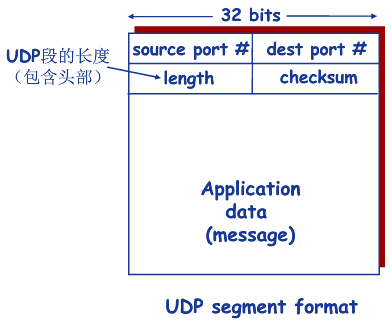 32 bits
source port #
dest port #
UDP段的长度
（包含头部）
length
checksum
Application
data
(message)
UDP segment format